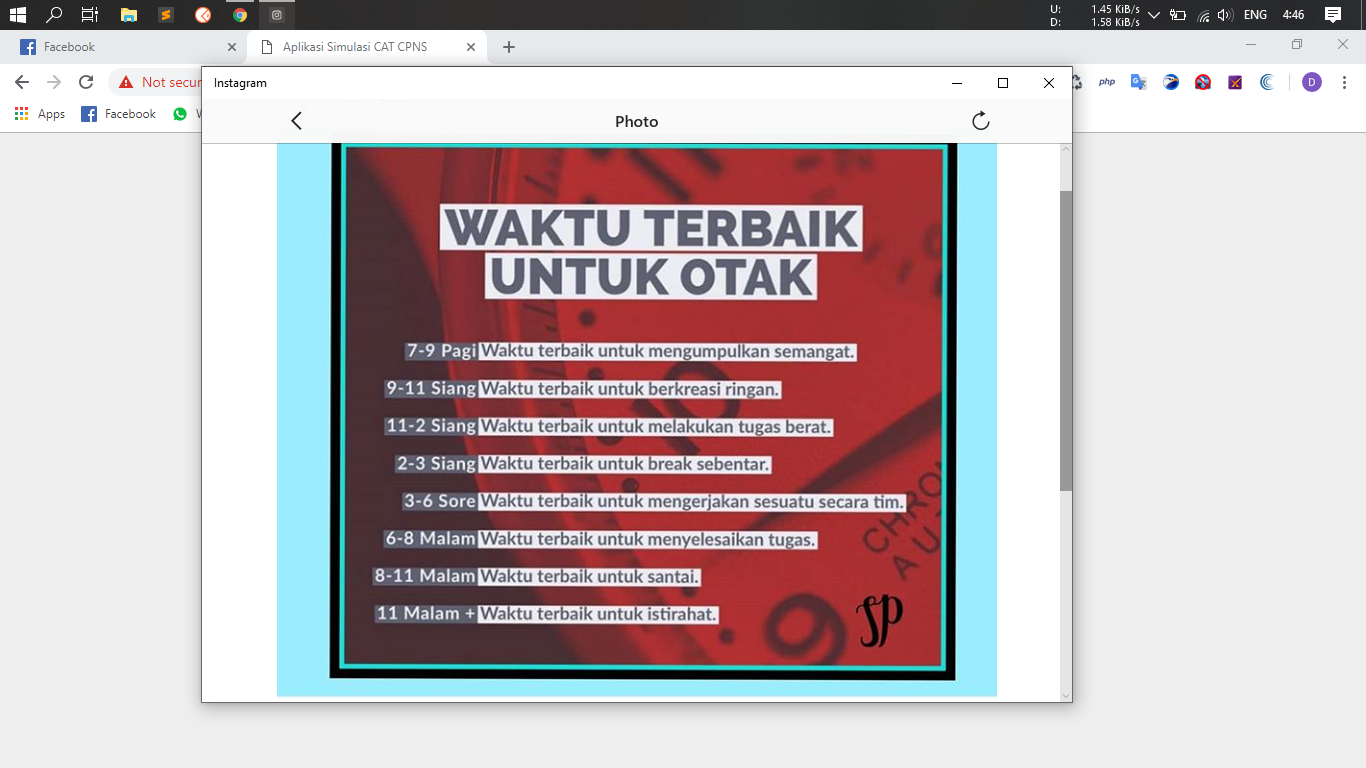 U: 1.45 KiB/s
D: 1.58 KiB/s
ENG 4:46
Facebook
Aplikasi Simulasi CAT CPNS
Not secur
php
D
Apps Facebook
Instagram
Photo
WAKTU TERBAIK
UNTUK OTAK
7-9 Pagi Waktu terbaik untuk mengumpulkan semangat.
9-11 Siang Waktu terbaik untuk berkreasi ringan.
11-2 Siang Waktu terbaik untuk melakukan tugas berat.
2-3 Siang Waktu terbaik untuk break sebentar.
3-6 Sore Waktu terbaik untuk mengerjakan sesuatu secara tim.
6-8 Malam Waktu terbaik untuk menyelesaikan tugas.
8-11 Malam Waktu terbaik untuk santai.
11 Malam + Waktu terbaik untuk istirahat.
10
CHRON
AUT
9
SP